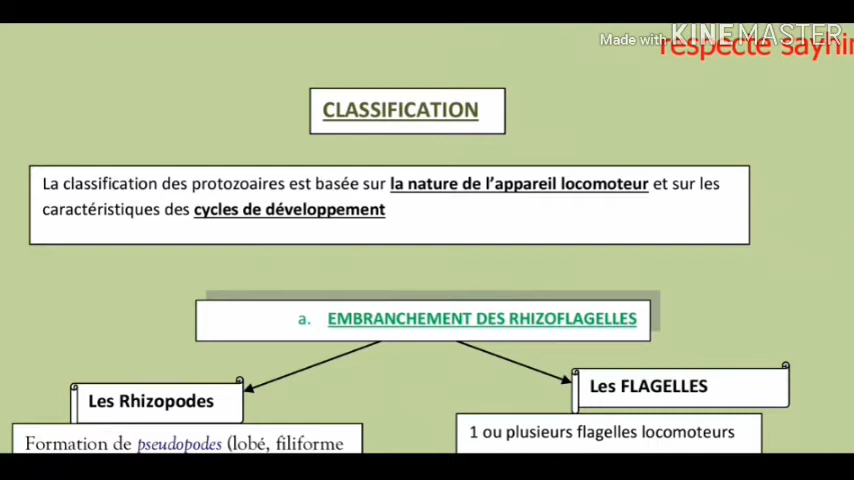 Made with KINEMASTER
respecte
CLASSIFICATION
La classification des protozoaires est basée sur la nature de l'appareil locomoteur et sur les
caractéristiques des cycles de développement
a. EMBRANCHEMENT DES RHIZOFLAGELLES
Les Rhizopodes
Les FLAGELLES
Formation de pseudopodes (lobé, filiforme
1 ou plusieurs flagelles locomoteurs